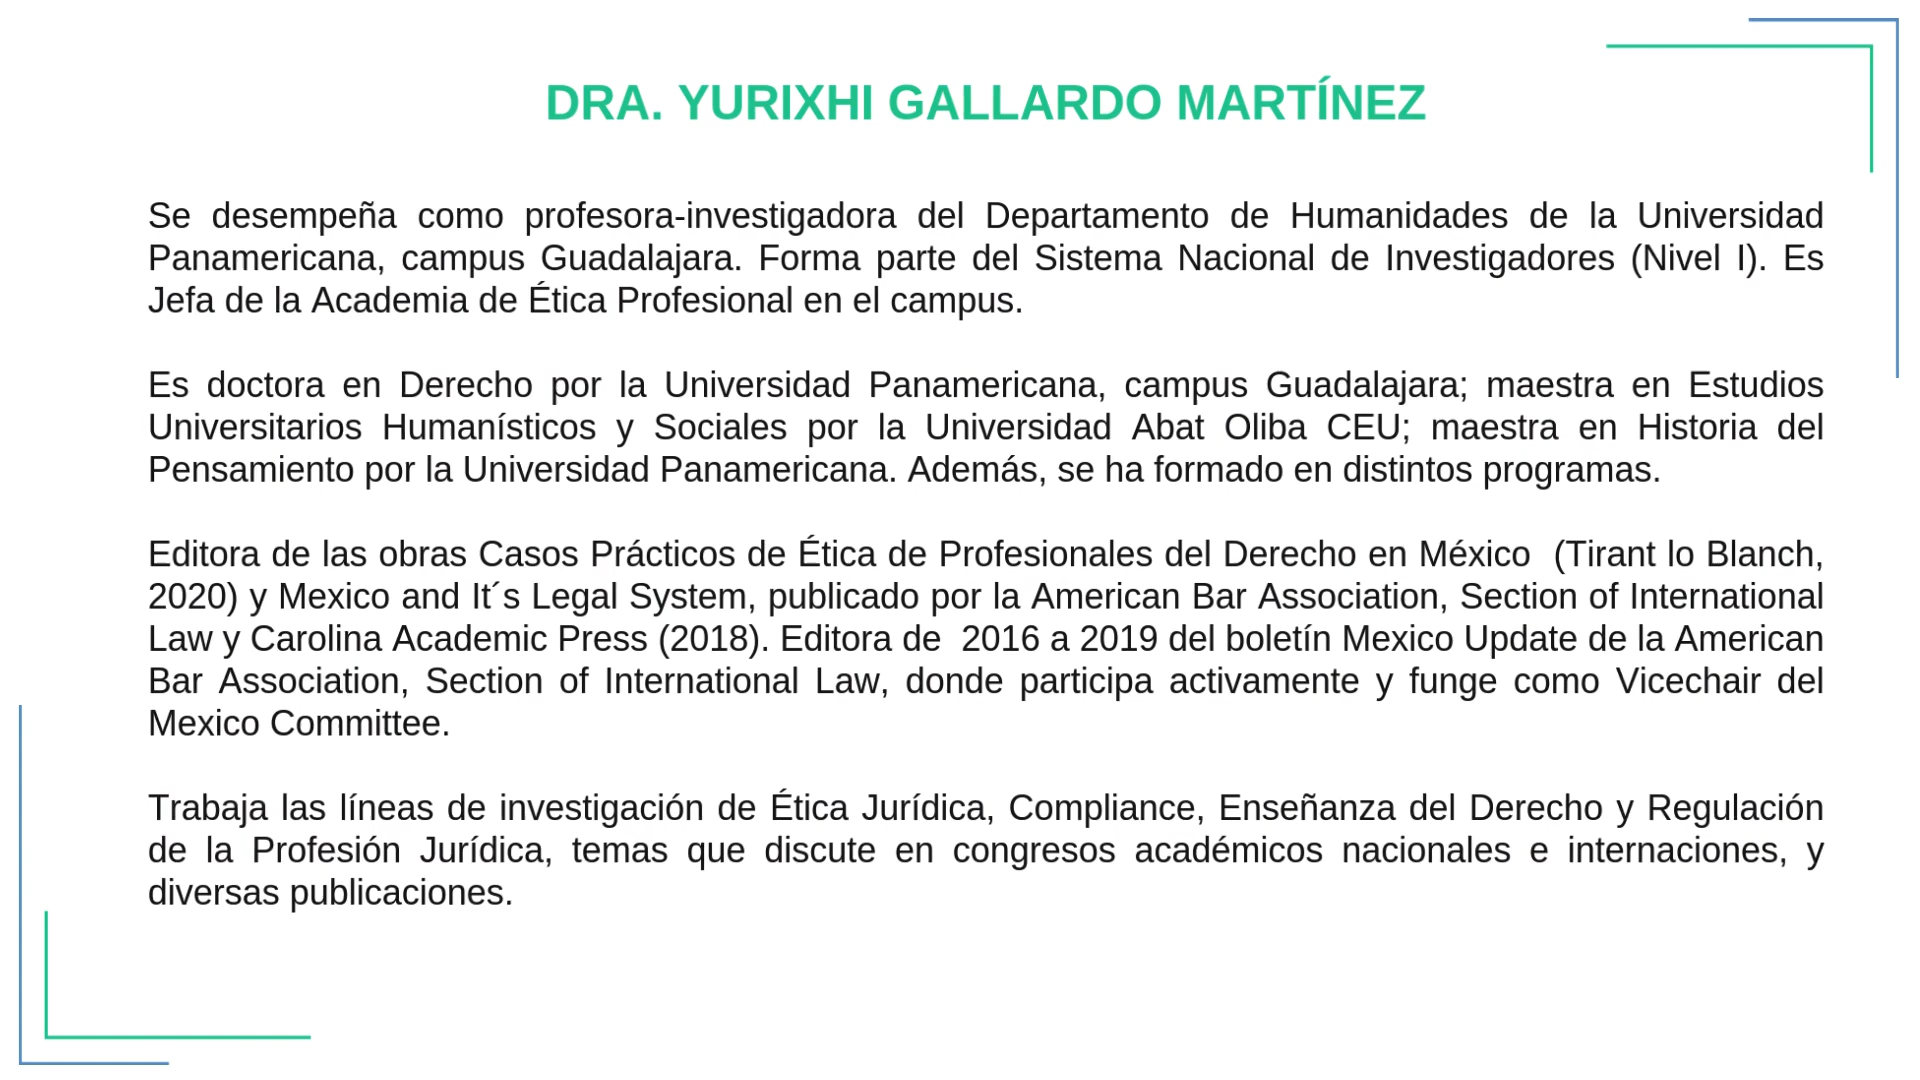 DRA. YURIXHI GALLARDO MARTÍNEZ
Se desempeña como profesora-investigadora del Departamento de Humanidades de la Universidad
Panamericana, campus Guadalajara. Forma parte del Sistema Nacional de Investigadores (Nivel I). Es
Jefa de la Academia de Ética Profesional en el campus.
Es doctora en Derecho por la Universidad Panamericana, campus Guadalajara; maestra en Estudios
Universitarios Humanísticos y Sociales por la Universidad Abat Oliba CEU; maestra en Historia del
Pensamiento por la Universidad Panamericana. Además, se ha formado en distintos programas.
Editora de las obras Casos Prácticos de Ética de Profesionales del Derecho en México  (Tirant lo Blanch,
2020) y Mexico and It´s Legal System, publicado por la American Bar Association, Section of International
Law y Carolina Academic Press (2018). Editora de  2016 a 2019 del boletín Mexico Update de la American
Bar Association, Section of International Law, donde participa activamente y funge como Vicechair del
Mexico Committee.
Trabaja las líneas de investigación de Ética Jurídica, Compliance, Enseñanza del Derecho y Regulación
de la Profesión Jurídica, temas que discute en congresos académicos nacionales e internaciones, y
diversas publicaciones.